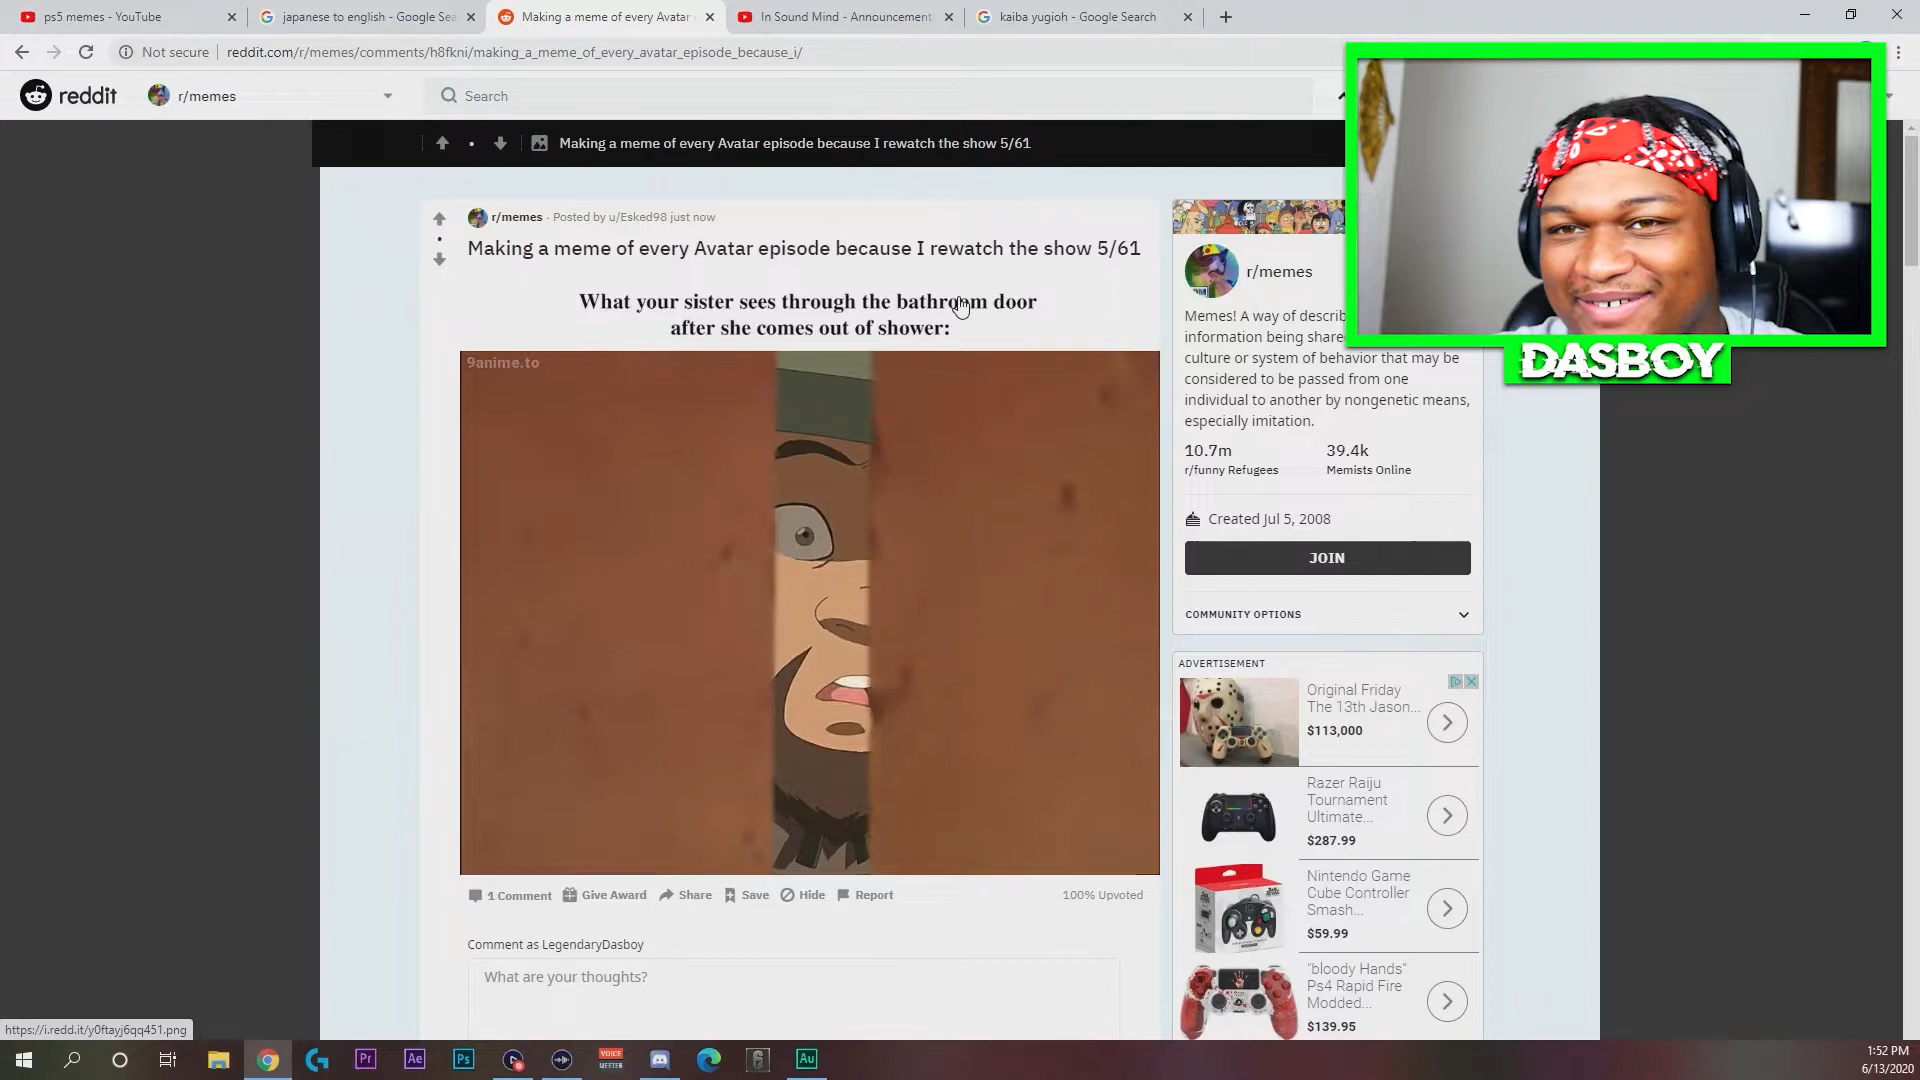 ps5 memes - YouTube
japanese to english - Google Sea
Making a meme of every Avatar
In Sound Mind - Announcement
kaiba yugioh - Google Search
Not secure
reddit.com/r/memes/comments/h8fkni/making_a_meme_of_every_avatar_episode_because_i/
reddit
r/memes
Search
Making a meme of every Avatar episode because I rewatch the show 5/61
r/memes · Posted by u/Esked98 just now
Making a meme of every Avatar episode because I rewatch the show 5/61
What your sister sees through the bathroom door
after she comes out of shower:
9anime.to
1 Comment
Give Award
Share
Save
Hide
Report
100% Upvoted
Comment as LegendaryDasboy
What are your thoughts?
r/memes
Memes! A way of describ
information being share
culture or system of behavior that may be
considered to be passed from one
individual to another by nongenetic means,
especially imitation.
10.7m
39.4k
r/funny Refugees
Memists Online
Created Jul 5, 2008
JOIN
COMMUNITY OPTIONS
ADVERTISEMENT
Original Friday
The 13th Jason...
$113,000
Razer Raiju
Tournament
Ultimate...
$287.99
Nintendo Game
Cube Controller
Smash...
$59.99
"bloody Hands"
Ps4 Rapid Fire
Modded...
$139.95
DASBOY
https://i.redd.it/y0ftayj6qq451.png
Pr
Ae
Ps
VOICE
MEETER
Au
1:52 PM
6/13/2020